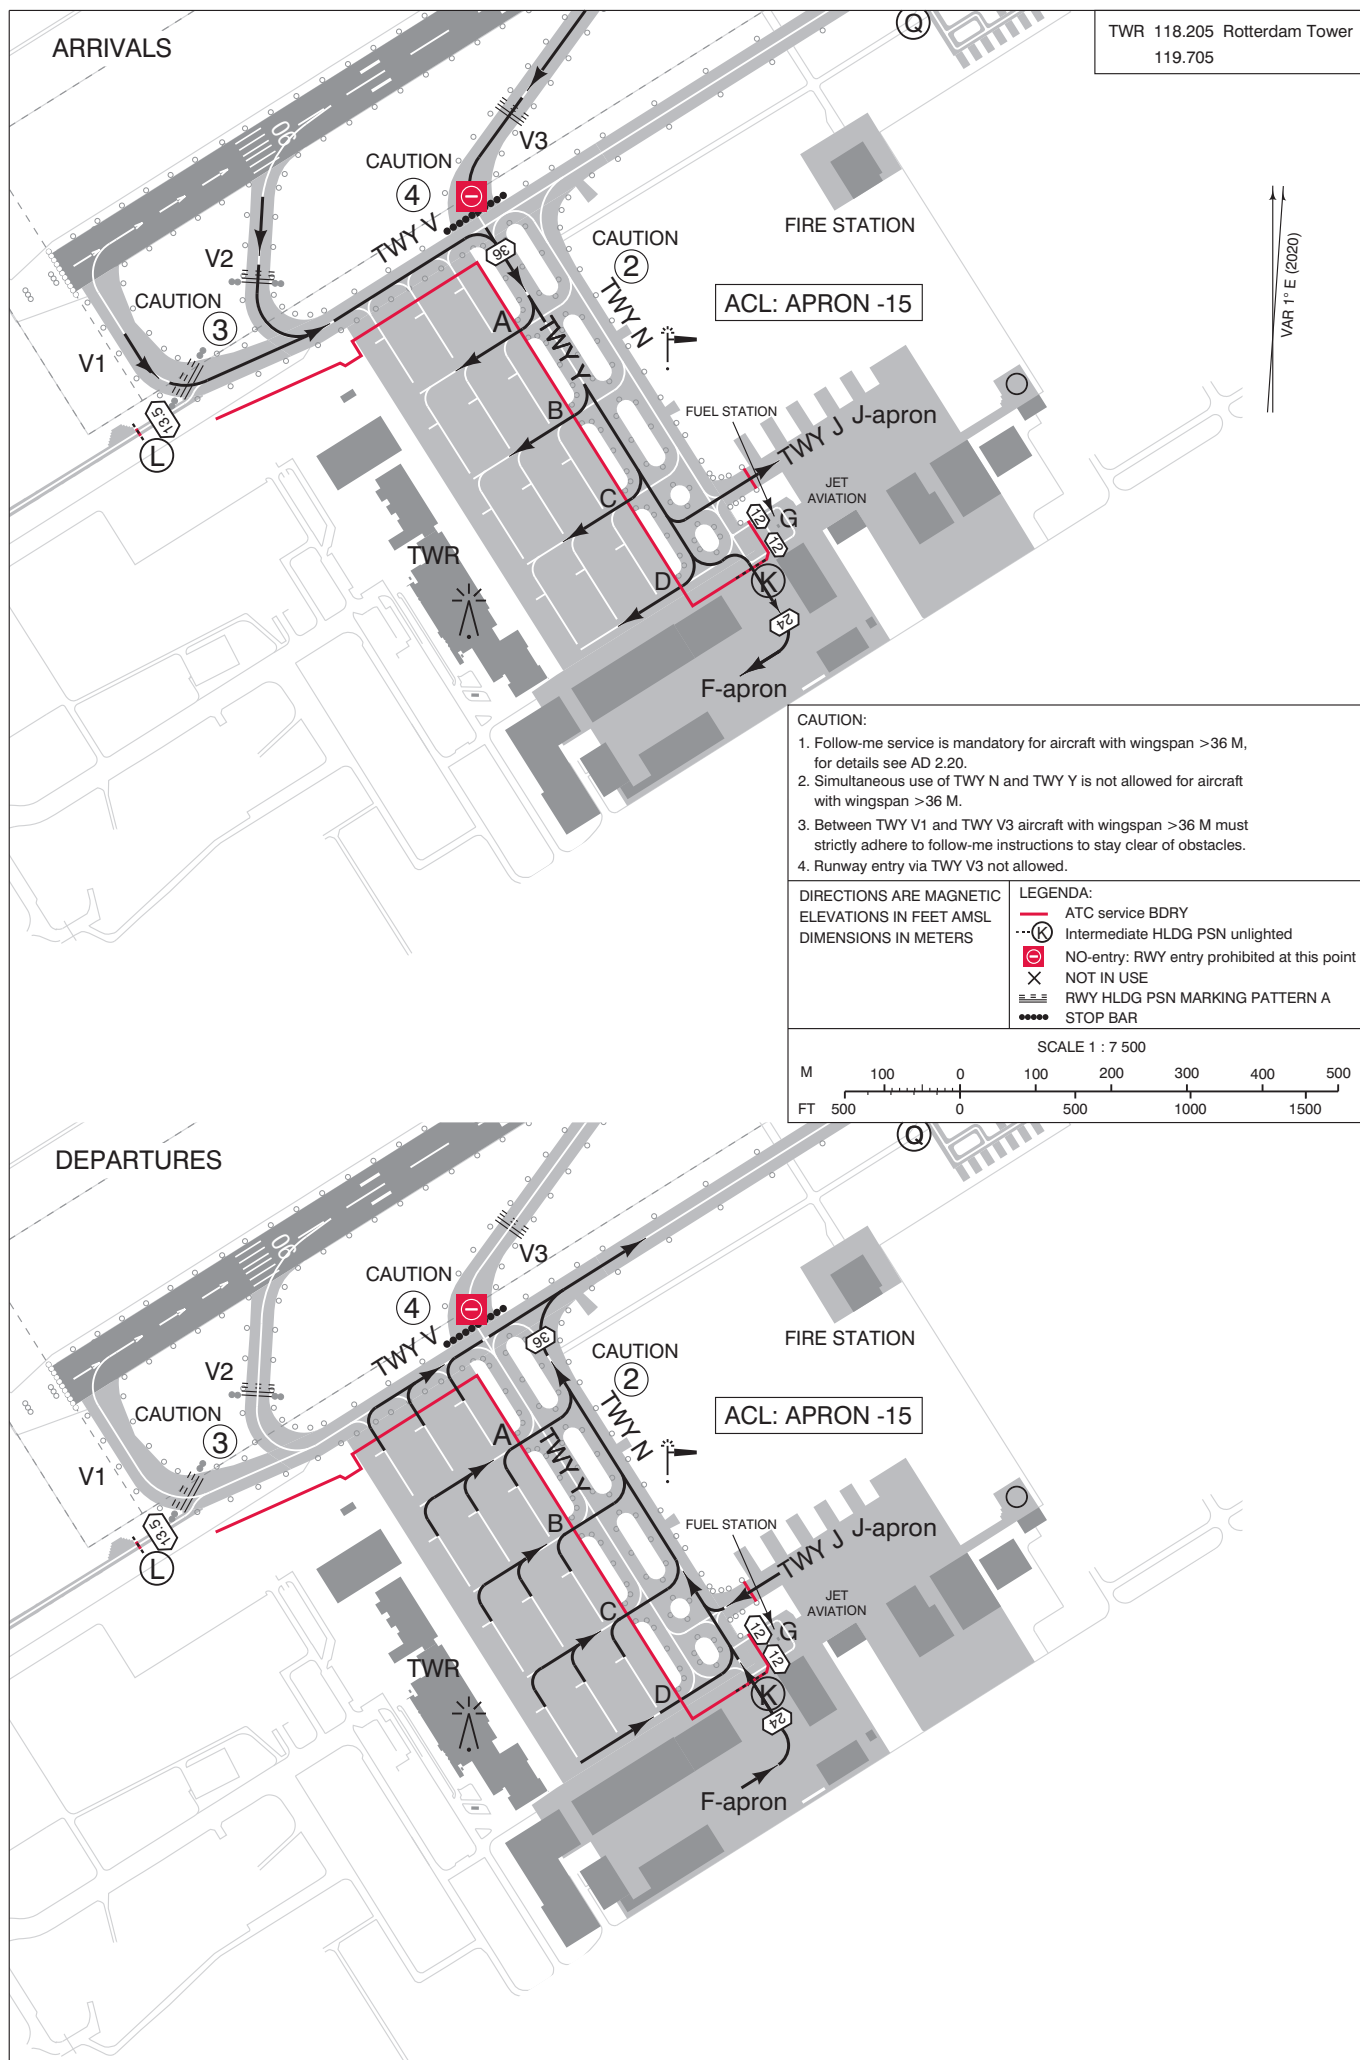 ARRIVALS
TWR 118.205 Rotterdam Tower
119.705
Q
06
V3
CAUTION
4
TWY V
36
V2
CAUTION
3
V1
13.5
L
CAUTION
2
TWY N
FIRE STATION
VAR 1° E (2020)
ACL: APRON -15
A
TWY Y
B
FUEL STATION
J-apron
TWY J
C
JET
AVIATION
12
G
12
TWR
D
K
24
F-apron
CAUTION:
1. Follow-me service is mandatory for aircraft with wingspan >36 M,
for details see AD 2.20.
2. Simultaneous use of TWY N and TWY Y is not allowed for aircraft
with wingspan >36 M.
3. Between TWY V1 and TWY V3 aircraft with wingspan >36 M must
strictly adhere to follow-me instructions to stay clear of obstacles.
4. Runway entry via TWY V3 not allowed.
DIRECTIONS ARE MAGNETIC
ELEVATIONS IN FEET AMSL
DIMENSIONS IN METERS
LEGENDA:
ATC service BDRY
K Intermediate HLDG PSN unlighted
NO-entry: RWY entry prohibited at this point
NOT IN USE
RWY HLDG PSN MARKING PATTERN A
STOP BAR
SCALE 1 : 7 500
M 100 0 100 200 300 400 500
FT 500 0 500 1000 1500
DEPARTURES
Q
06
V3
CAUTION
4
TWY V
36
V2
CAUTION
3
V1
13.5
L
CAUTION
2
TWY N
FIRE STATION
ACL: APRON -15
A
TWY Y
B
FUEL STATION
J-apron
TWY J
C
JET
AVIATION
12
G
12
TWR
D
K
24
F-apron